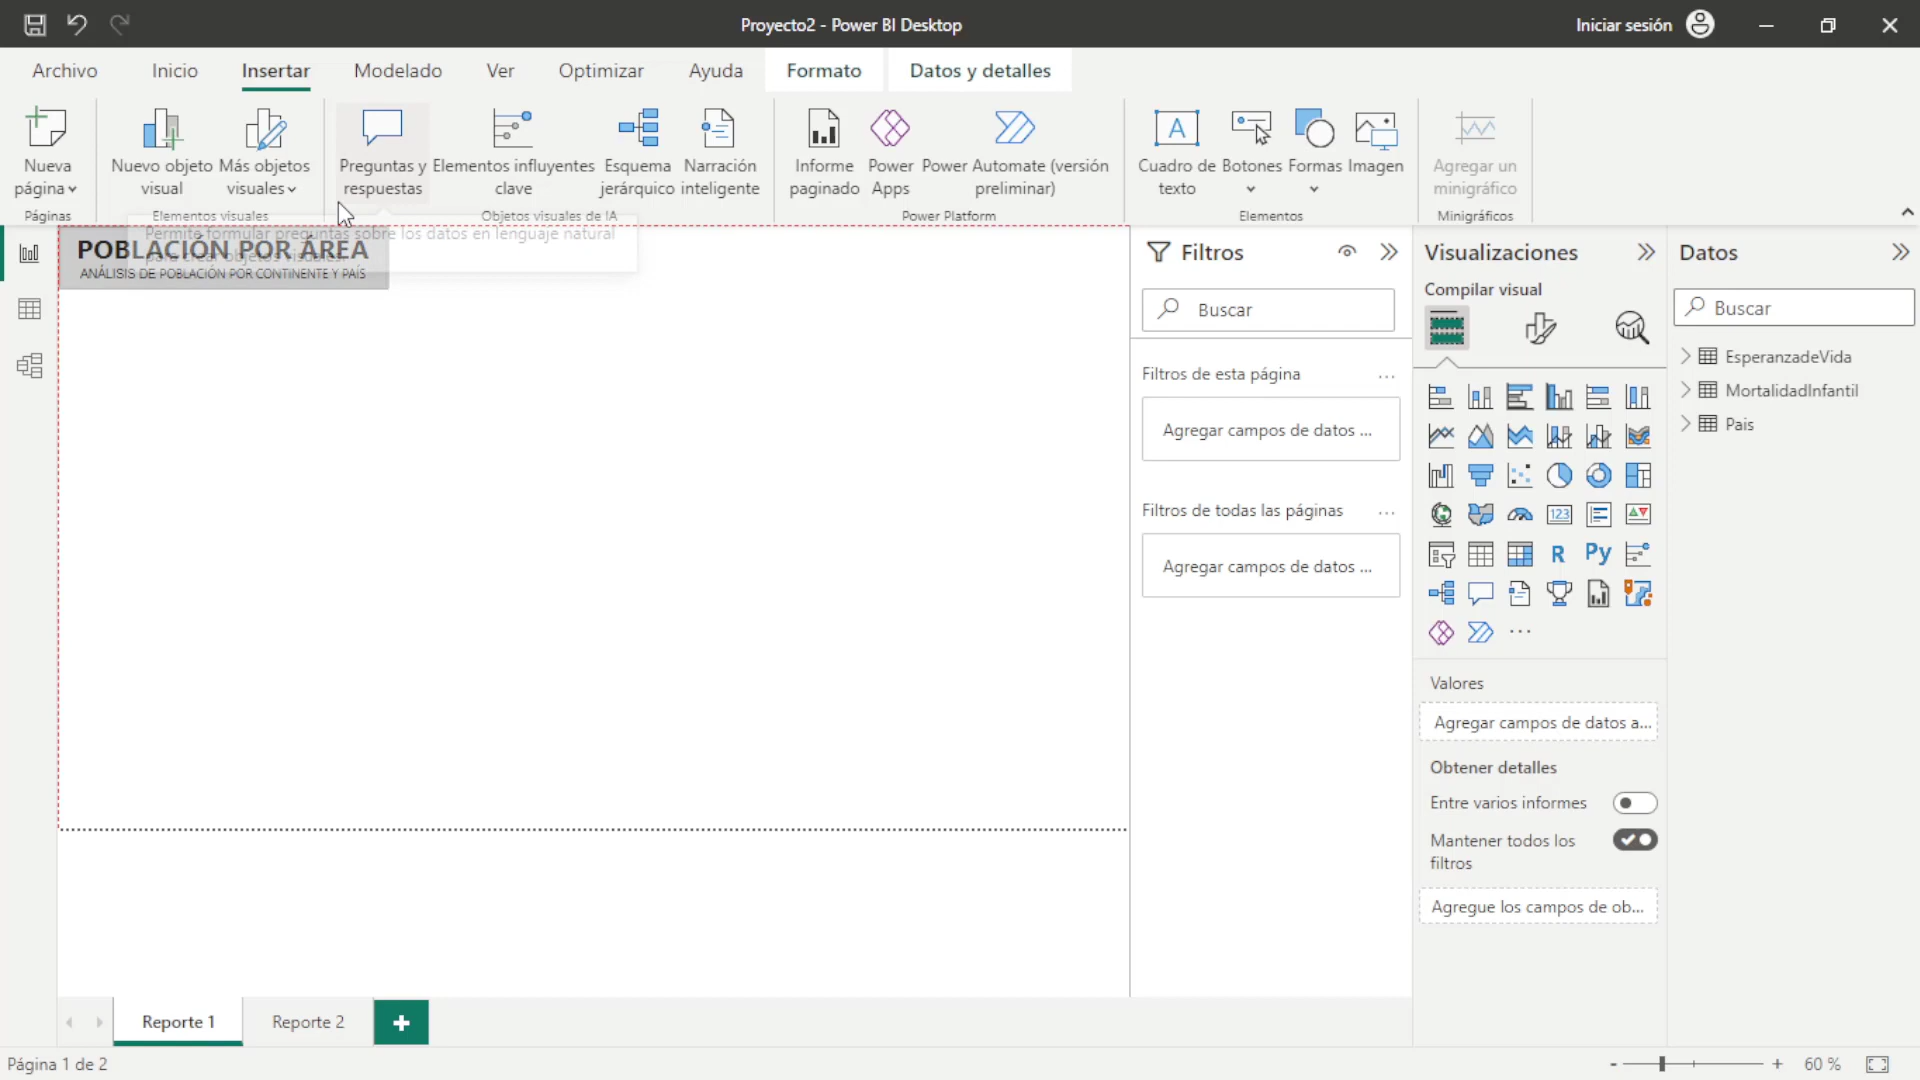 Proyecto2 - Power BI Desktop
Iniciar sesión
Archivo
Inicio
Insertar
Modelado
Ver
Optimizar
Ayuda
Formato
Datos y detalles
Nueva
página
Páginas
Nuevo objeto
visual
Más objetos
visuales
Elementos visuales
Preguntas y
respuestas
Elementos influyentes
clave
Esquema
jerárquico
Narración
inteligente
Objetos visuales de IA
Informe
paginado
Power
Apps
Power Automate (versión
preliminar)
Power Platform
Cuadro de
texto
Botones
Formas
Imagen
Elementos
Agregar un
minigráfico
Minigráficos
Permite formular preguntas sobre los datos en lenguaje natural
para crear objetos visuales.
POBLACIÓN POR ÁREA
ANÁLISIS DE POBLACIÓN POR CONTINENTE Y PAÍS
Filtros
Buscar
Filtros de esta página
...
Agregar campos de datos ...
Filtros de todas las páginas
...
Agregar campos de datos ...
Visualizaciones
Compilar visual
123
R
Py
...
Valores
Agregar campos de datos a...
Obtener detalles
Entre varios informes
Mantener todos los
filtros
Agregue los campos de ob...
Datos
Buscar
EsperanzadeVida
MortalidadInfantil
Pais
Reporte 1
Reporte 2
+
Página 1 de 2
- +
60 %